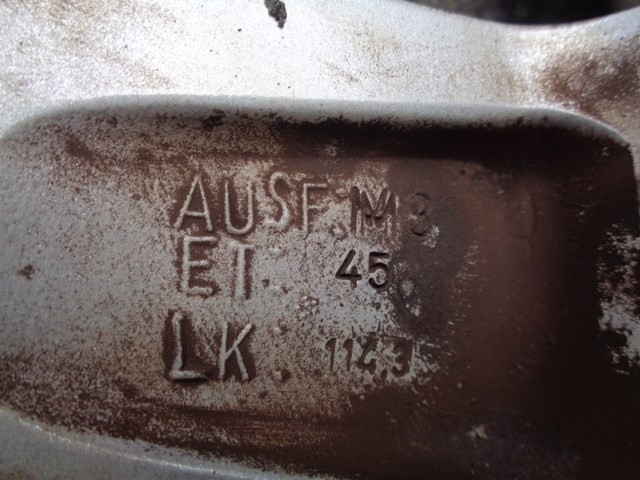 AUSF. M3
ET: 45
LK: 114,3